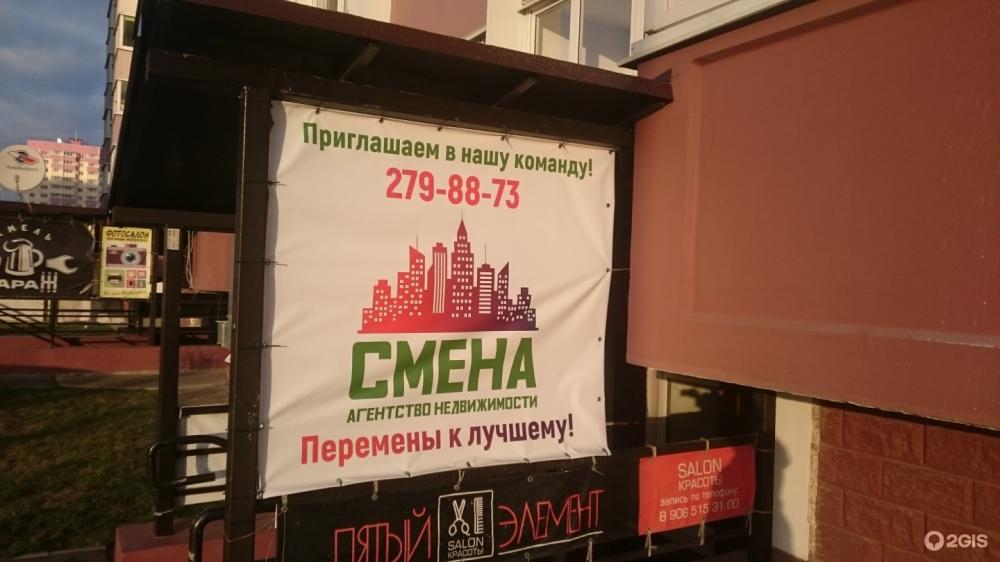 Приглашаем в нашу команду!
279-88-73
СМЕНА
АГЕНТСТВО НЕДВИЖИМОСТИ
Перемены к лучшему!
ПЯТЫЙ
SALON
КРАСОТЫ
ЭЛЕМЕНТ
SALON
КРАСОТЫ
запись по телефону:
8 908 515 31 00
ФОТОСАЛОН
2GIS